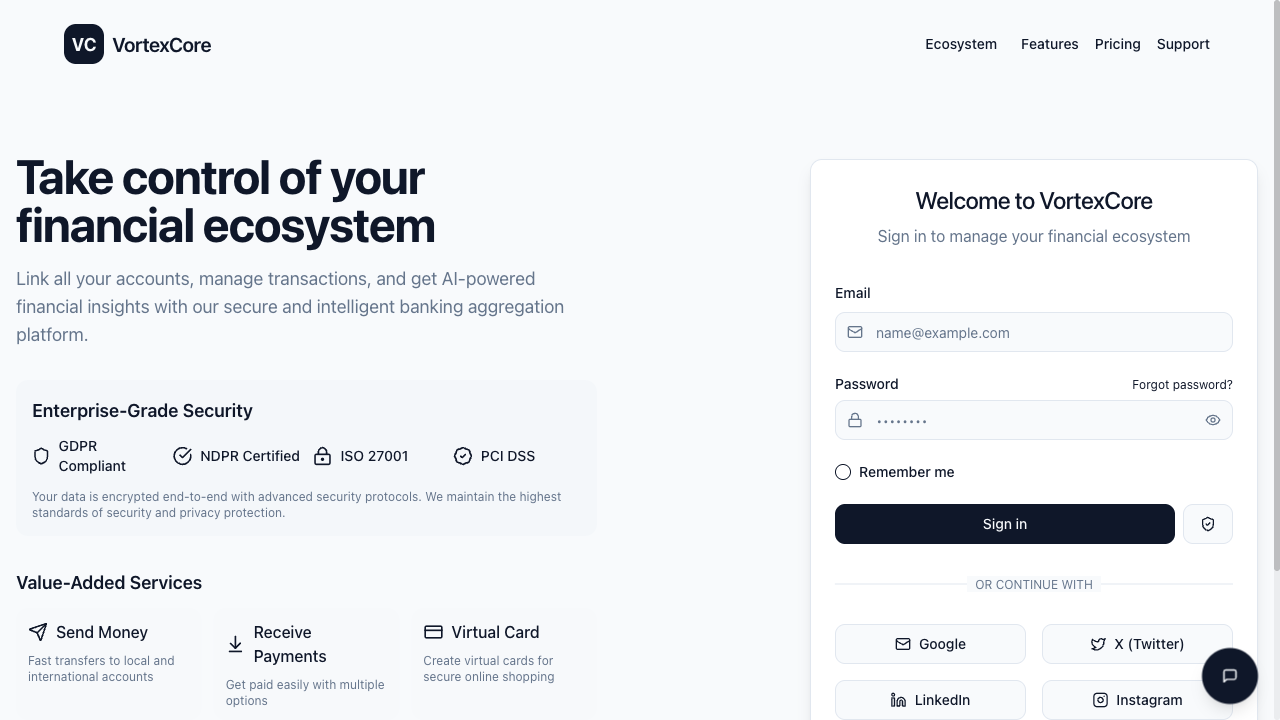 VC VortexCore
Ecosystem Features Pricing Support
Take control of your
financial ecosystem
Link all your accounts, manage transactions, and get AI-powered
financial insights with our secure and intelligent banking aggregation
platform.
Enterprise-Grade Security
GDPR
Compliant
NDPR Certified
ISO 27001
PCI DSS
Your data is encrypted end-to-end with advanced security protocols. We maintain the highest
standards of security and privacy protection.
Value-Added Services
Send Money
Fast transfers to local and
international accounts
Receive
Payments
Get paid easily with multiple
options
Virtual Card
Create virtual cards for
secure online shopping
Welcome to VortexCore
Sign in to manage your financial ecosystem
Email
name@example.com
Password Forgot password?
••••••••
Remember me
Sign in
OR CONTINUE WITH
Google
X (Twitter)
LinkedIn
Instagram